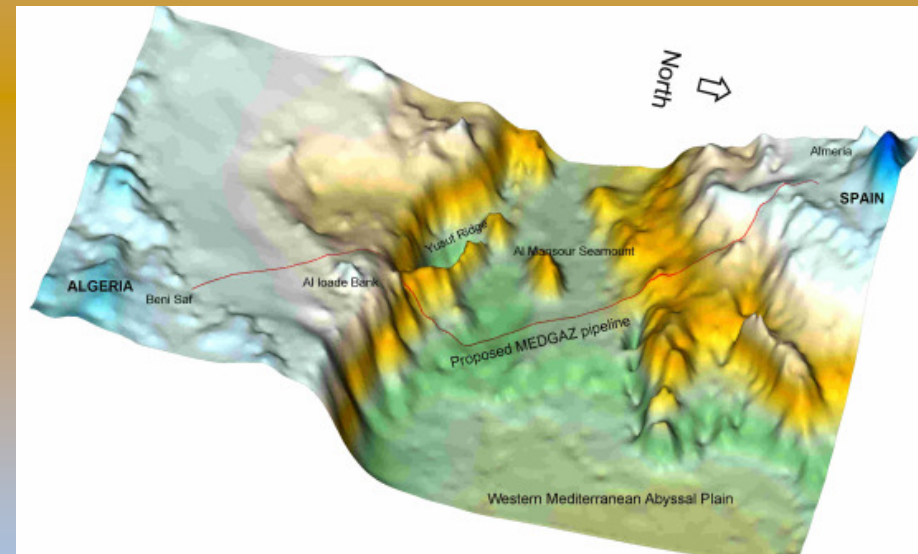 North
Almeria
SPAIN
Yusuf Ridge
Al Mansour Seamount
ALGERIA
Beni Saf
Al Ioade Bank
Proposed MEDGAZ pipeline
Western Mediterranean Abyssal Plain